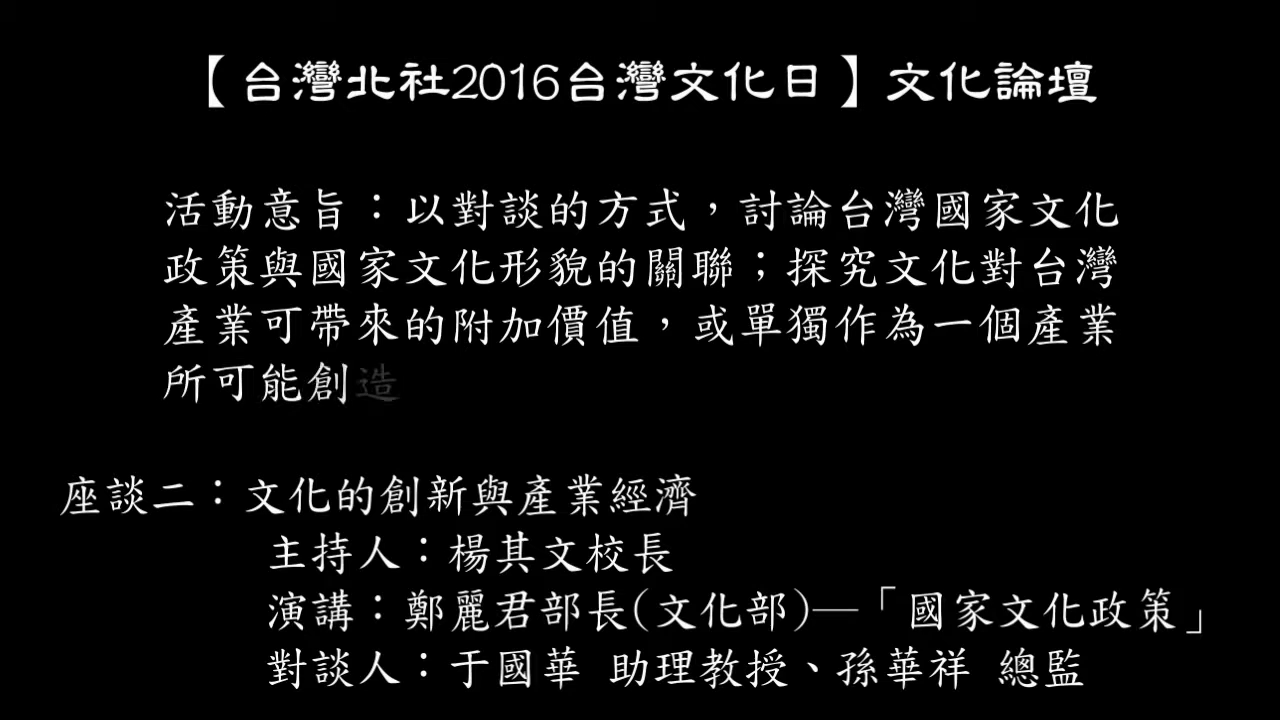 【台灣北社2016台灣文化日】文化論壇
活動意旨：以對談的方式，討論台灣國家文化
政策與國家文化形貌的關聯；探究文化對台灣
產業可帶來的附加價值，或單獨作為一個產業
所可能創造
座談二：文化的創新與產業經濟
主持人：楊其文校長
演講：鄭麗君部長(文化部)—「國家文化政策」
對談人：于國華 助理教授、孫華祥 總監